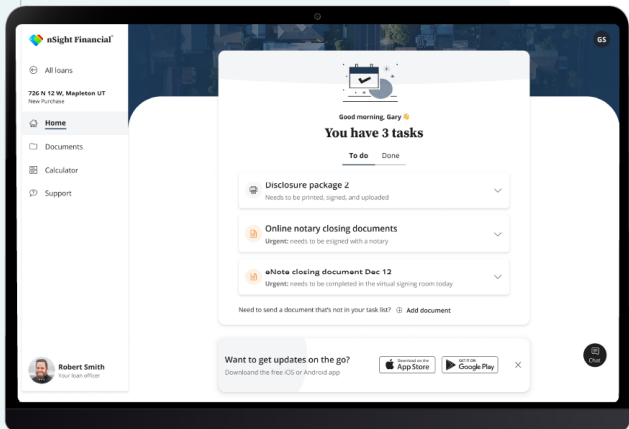 nSight Financial
GS
All loans
726 N 12 W, Mapleton UT
New Purchase
Home
Documents
Calculator
Support
Good morning, Gary 👋
You have 3 tasks
To do Done
Disclosure package 2
Needs to be printed, signed, and uploaded
Online notary closing documents
Urgent: needs to be esigned with a notary
eNote closing document Dec 12
Urgent: needs to be completed in the virtual signing room today
Need to send a document that's not in your task list? Add document
Want to get updates on the go?
Downloand the free iOS or Android app
Download on the
App Store
GET IT ON
Google Play
Chat
Robert Smith
Your loan officer